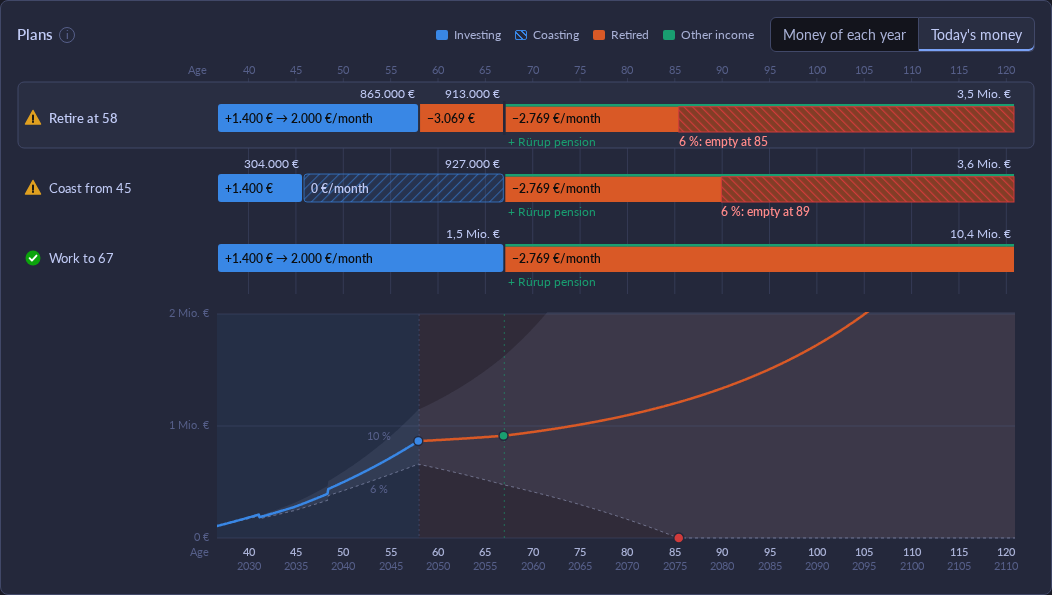 Plans
Investing Coasting Retired Other income
Money of each year Today's money
Age 40 45 50 55 60 65 70 75 80 85 90 95 100 105 110 115 120
865.000 € 913.000 € 3,5 Mio. €
Retire at 58 +1.400 € → 2.000 €/month −3.069 € −2.769 €/month
+ Rürup pension 6 %: empty at 85
304.000 € 927.000 € 3,6 Mio. €
Coast from 45 +1.400 € 0 €/month −2.769 €/month
+ Rürup pension 6 %: empty at 89
1,5 Mio. € 10,4 Mio. €
Work to 67 +1.400 € → 2.000 €/month −2.769 €/month
+ Rürup pension
2 Mio. €
1 Mio. €
10 %
6 %
0 €
Age 40 45 50 55 60 65 70 75 80 85 90 95 100 105 110 115 120
2030 2035 2040 2045 2050 2055 2060 2065 2070 2075 2080 2085 2090 2095 2100 2105 2110